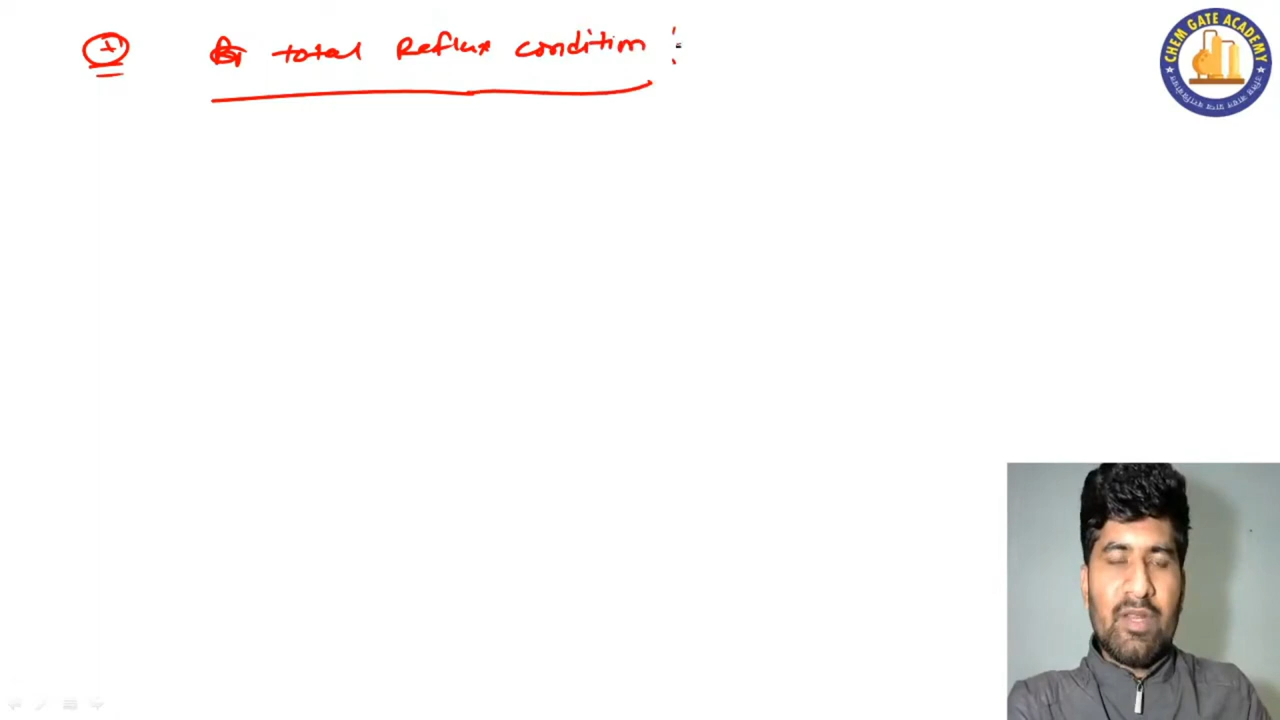 ① total Reflux condition :
CHEM GATE ACADEMY